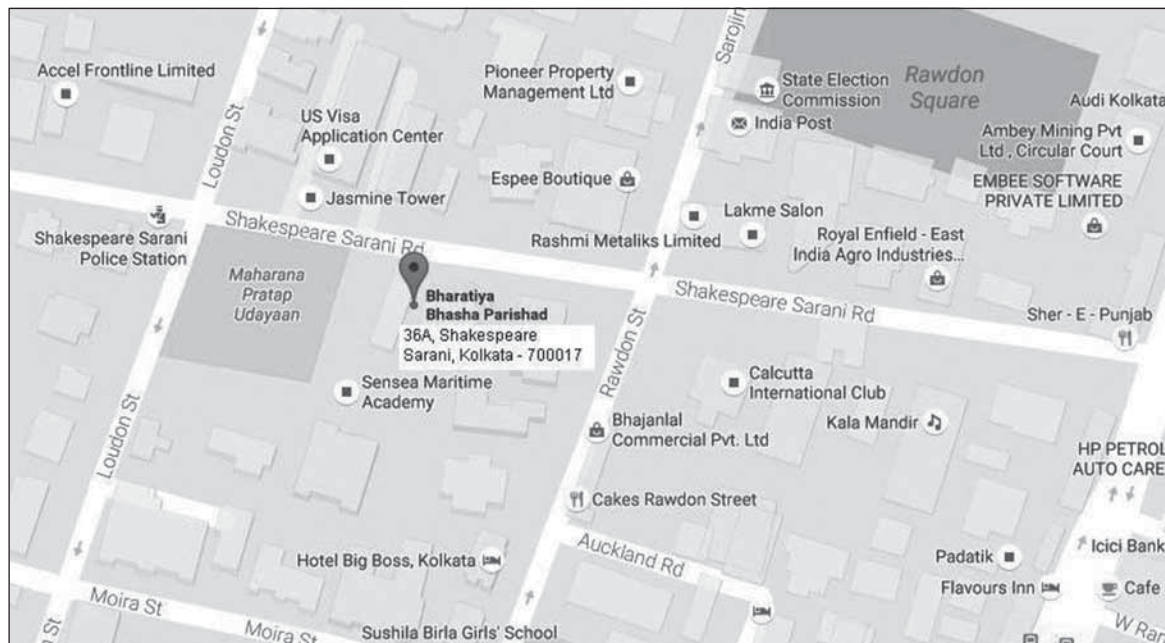 Accel Frontline Limited
Loudon St
US Visa
Application Center
Jasmine Tower
Pioneer Property
Management Ltd
Espee Boutique
Sarojin
State Election
Commission
India Post
Rawdon
Square
Audi Kolkata
Ambey Mining Pvt
Ltd , Circular Court
EMBEE SOFTWARE
PRIVATE LIMITED
Shakespeare Sarani
Police Station
Shakespeare Sarani Rd
Rashmi Metaliks Limited
Lakme Salon
Royal Enfield - East
India Agro Industries...
Maharana
Pratap
Udayaan
Bharatiya
Bhasha Parishad
36A, Shakespeare
Sarani, Kolkata - 700017
Shakespeare Sarani Rd
Sher - E - Punjab
Rawdon St
Sensea Maritime
Academy
Calcutta
International Club
Bhajanlal
Commercial Pvt. Ltd
Kala Mandir
Loudon St
HP PETROL
AUTO CARE
Cakes Rawdon Street
Auckland Rd
Hotel Big Boss, Kolkata
Padatik
Icici Bank
Flavours Inn
Cafe
Moira St
Moira St
Sushila Birla Girls' School
W Ran